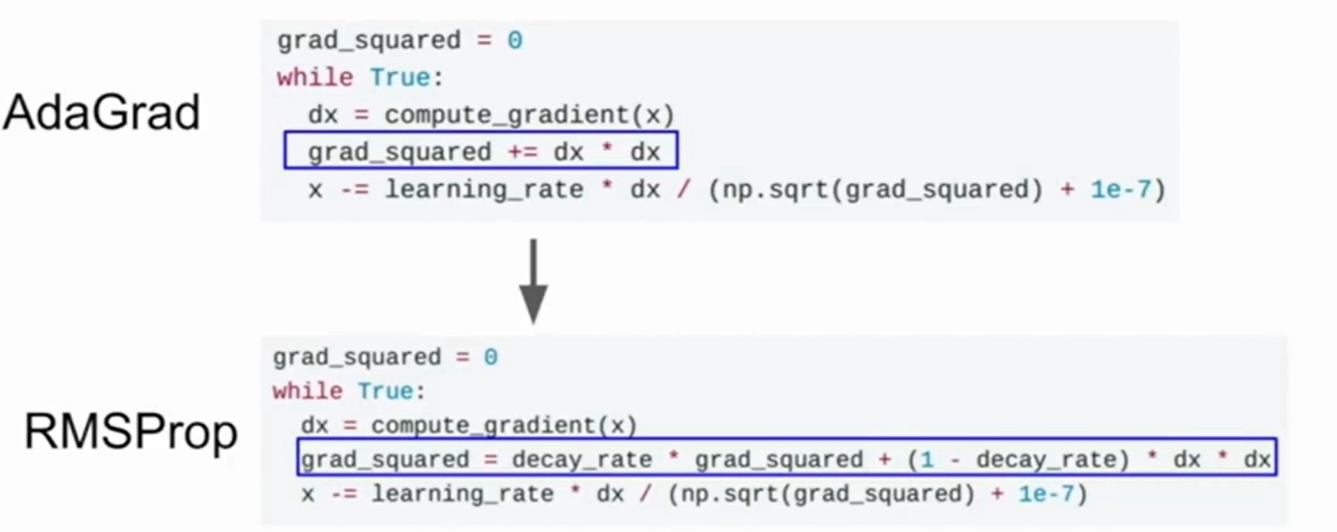 AdaGrad
grad_squared = 0
while True:
  dx = compute_gradient(x)
  grad_squared += dx * dx
  x -= learning_rate * dx / (np.sqrt(grad_squared) + 1e-7)
RMSProp
grad_squared = 0
while True:
  dx = compute_gradient(x)
  grad_squared = decay_rate * grad_squared + (1 - decay_rate) * dx * dx
  x -= learning_rate * dx / (np.sqrt(grad_squared) + 1e-7)